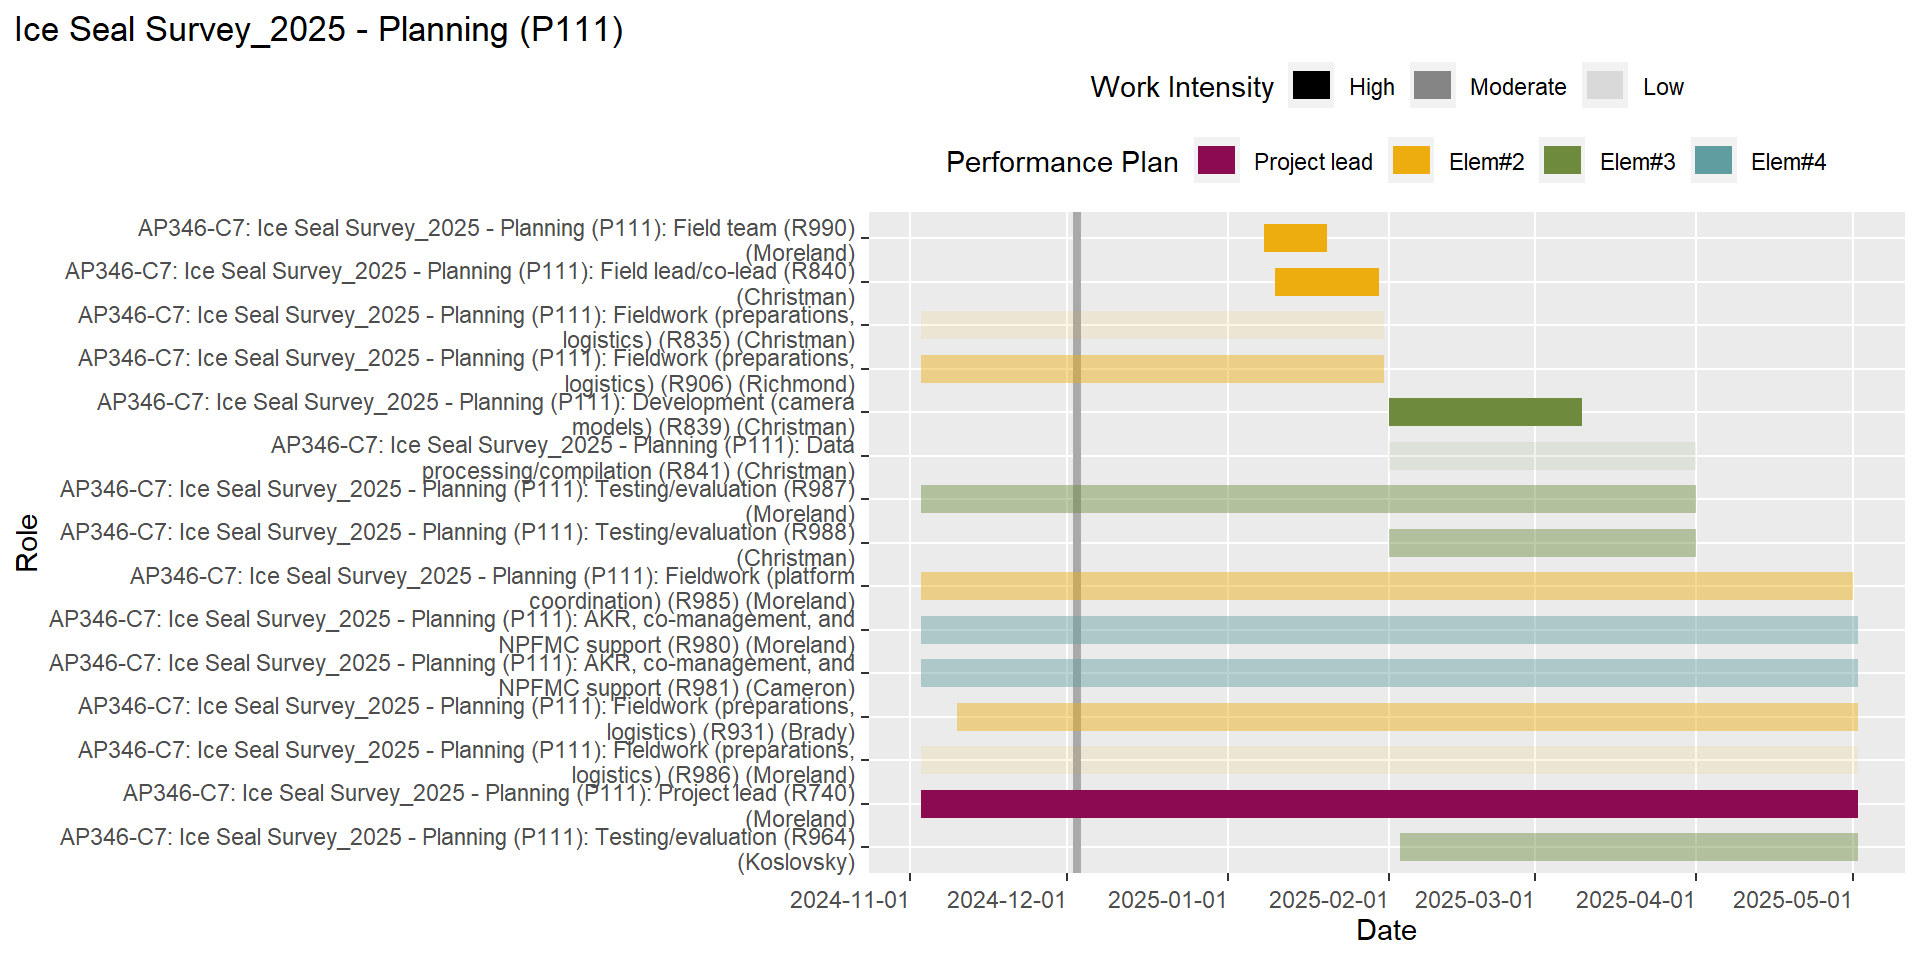 Ice Seal Survey_2025 - Planning (P111)
Work Intensity High Moderate Low
Performance Plan Project lead Elem#2 Elem#3 Elem#4
AP346-C7: Ice Seal Survey_2025 - Planning (P111): Field team (R990)
(Moreland)
AP346-C7: Ice Seal Survey_2025 - Planning (P111): Field lead/co-lead (R840)
(Christman)
AP346-C7: Ice Seal Survey_2025 - Planning (P111): Fieldwork (preparations,
logistics) (R835) (Christman)
AP346-C7: Ice Seal Survey_2025 - Planning (P111): Fieldwork (preparations,
logistics) (R906) (Richmond)
AP346-C7: Ice Seal Survey_2025 - Planning (P111): Development (camera
models) (R839) (Christman)
AP346-C7: Ice Seal Survey_2025 - Planning (P111): Data
processing/compilation (R841) (Christman)
AP346-C7: Ice Seal Survey_2025 - Planning (P111): Testing/evaluation (R987)
(Moreland)
AP346-C7: Ice Seal Survey_2025 - Planning (P111): Testing/evaluation (R988)
(Christman)
AP346-C7: Ice Seal Survey_2025 - Planning (P111): Fieldwork (platform
coordination) (R985) (Moreland)
AP346-C7: Ice Seal Survey_2025 - Planning (P111): AKR, co-management, and
NPFMC support (R980) (Moreland)
AP346-C7: Ice Seal Survey_2025 - Planning (P111): AKR, co-management, and
NPFMC support (R981) (Cameron)
AP346-C7: Ice Seal Survey_2025 - Planning (P111): Fieldwork (preparations,
logistics) (R931) (Brady)
AP346-C7: Ice Seal Survey_2025 - Planning (P111): Fieldwork (preparations,
logistics) (R986) (Moreland)
AP346-C7: Ice Seal Survey_2025 - Planning (P111): Project lead (R740)
(Moreland)
AP346-C7: Ice Seal Survey_2025 - Planning (P111): Testing/evaluation (R964)
(Koslovsky)
Role
2024-11-01 2024-12-01 2025-01-01 2025-02-01 2025-03-01 2025-04-01 2025-05-01
Date